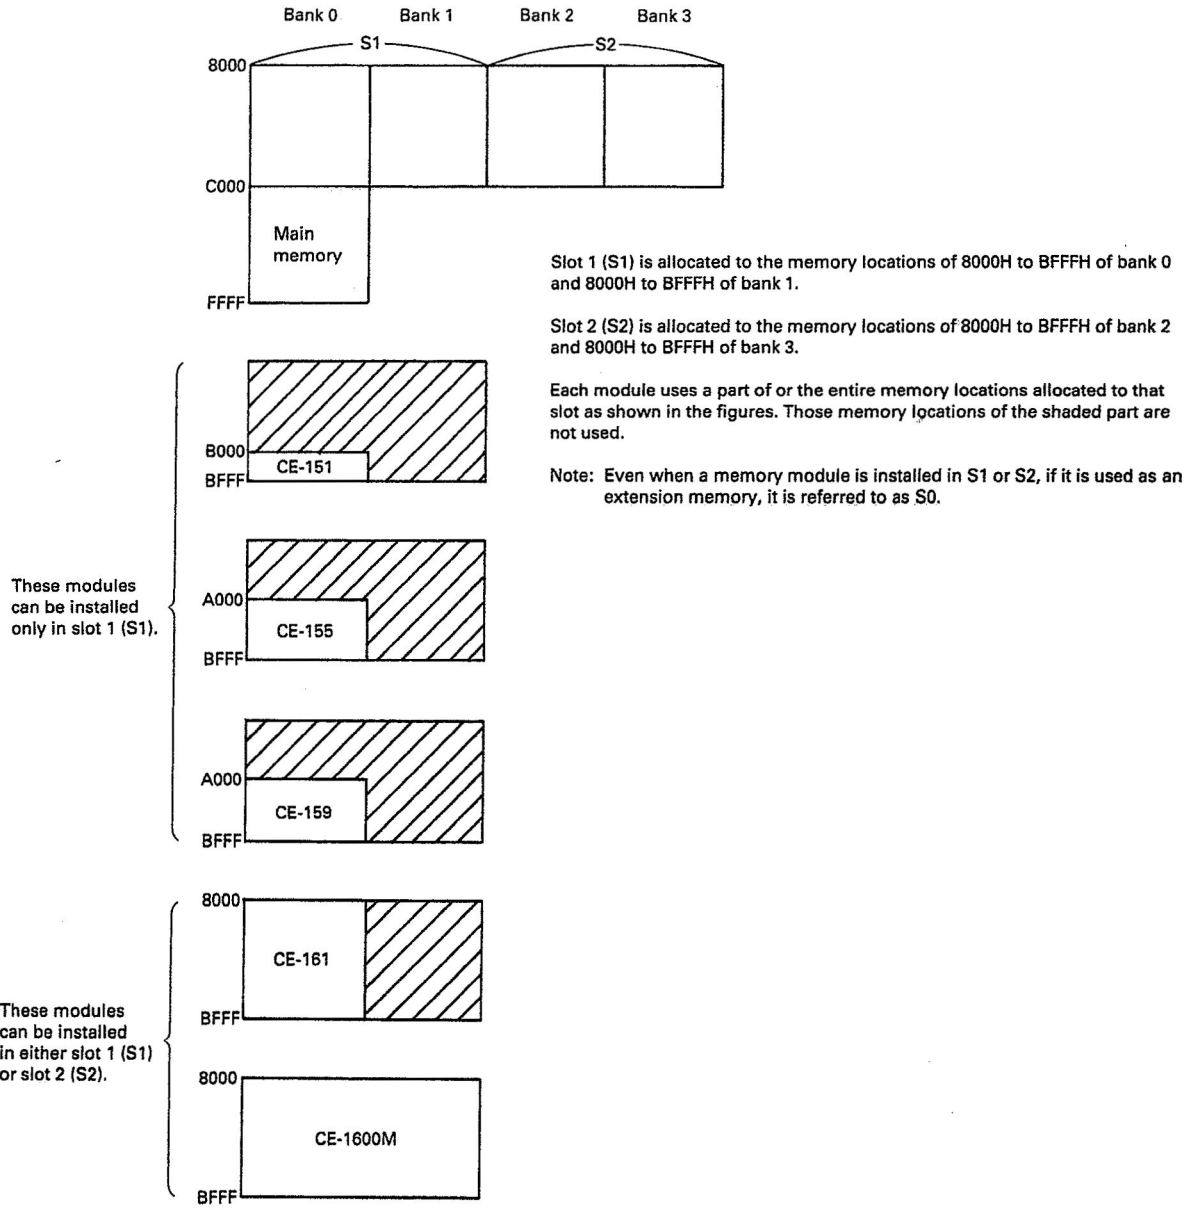 Bank 0 Bank 1 Bank 2 Bank 3
S1 S2
8000
C000
Main
memory
FFFF
Slot 1 (S1) is allocated to the memory locations of 8000H to BFFFH of bank 0
and 8000H to BFFFH of bank 1.
Slot 2 (S2) is allocated to the memory locations of 8000H to BFFFH of bank 2
and 8000H to BFFFH of bank 3.
Each module uses a part of or the entire memory locations allocated to that
slot as shown in the figures. Those memory locations of the shaded part are
not used.
Note: Even when a memory module is installed in S1 or S2, if it is used as an
extension memory, it is referred to as S0.
These modules
can be installed
only in slot 1 (S1).
B000
CE-151
BFFF
A000
CE-155
BFFF
A000
CE-159
BFFF
These modules
can be installed
in either slot 1 (S1)
or slot 2 (S2).
8000
CE-161
BFFF
8000
CE-1600M
BFFF